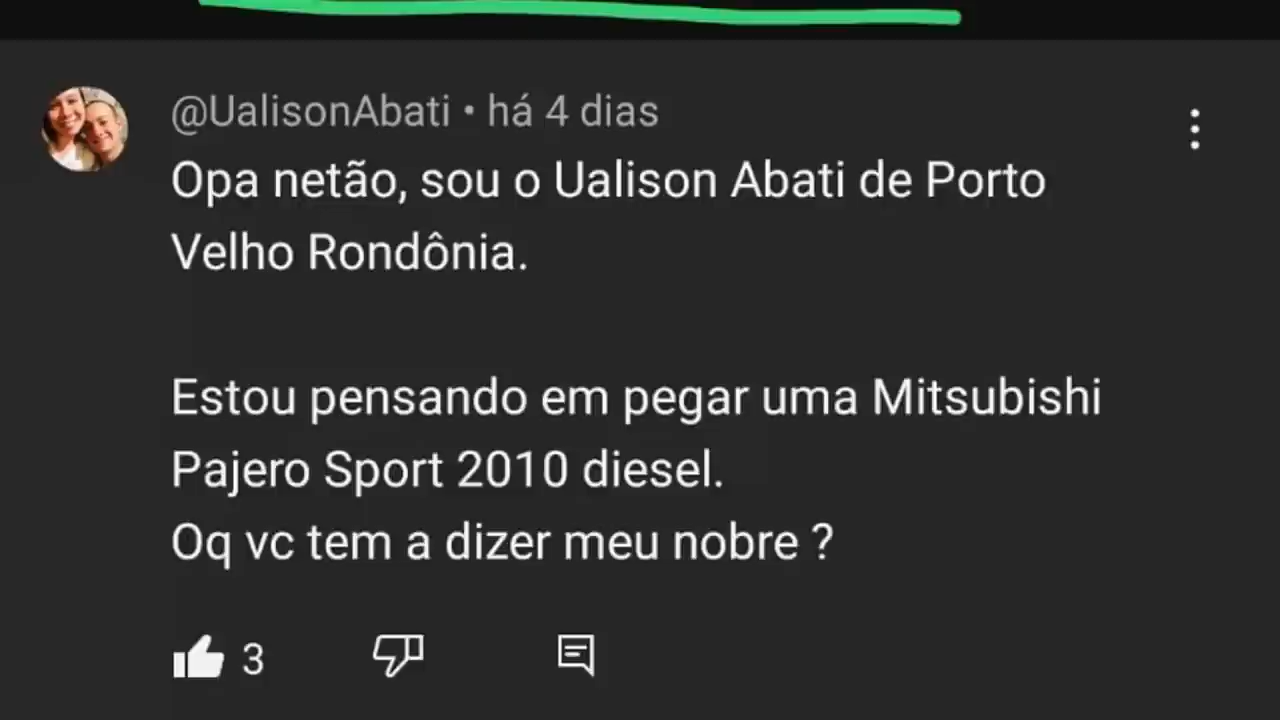 @UalisonAbati • há 4 dias
Opa netão, sou o Ualison Abati de Porto
Velho Rondônia.
Estou pensando em pegar uma Mitsubishi
Pajero Sport 2010 diesel.
Oq vc tem a dizer meu nobre ?
3